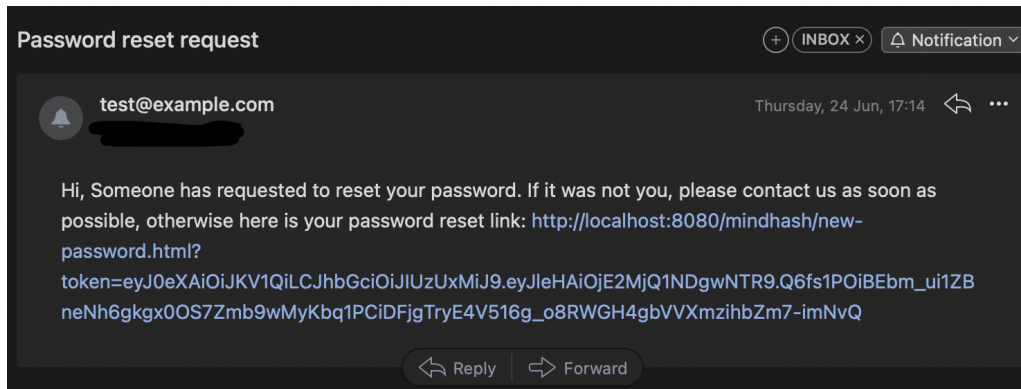 Password reset request
INBOX ×
Notification
test@example.com
Thursday, 24 Jun, 17:14
Hi, Someone has requested to reset your password. If it was not you, please contact us as soon as
possible, otherwise here is your password reset link: http://localhost:8080/mindhash/new-
password.html?
token=eyJ0eXAiOiJKV1QiLCJhbGciOiJIUzUxMiJ9.eyJleHAiOjE2MjQ1NDgwNTR9.Q6fs1POiBEbm_ui1ZB
neNh6gkgx0OS7Zmb9wMyKbq1PCiDFjgTryE4V516g_o8RWGH4gbVVXmzihbZm7-imNvQ
Reply
Forward